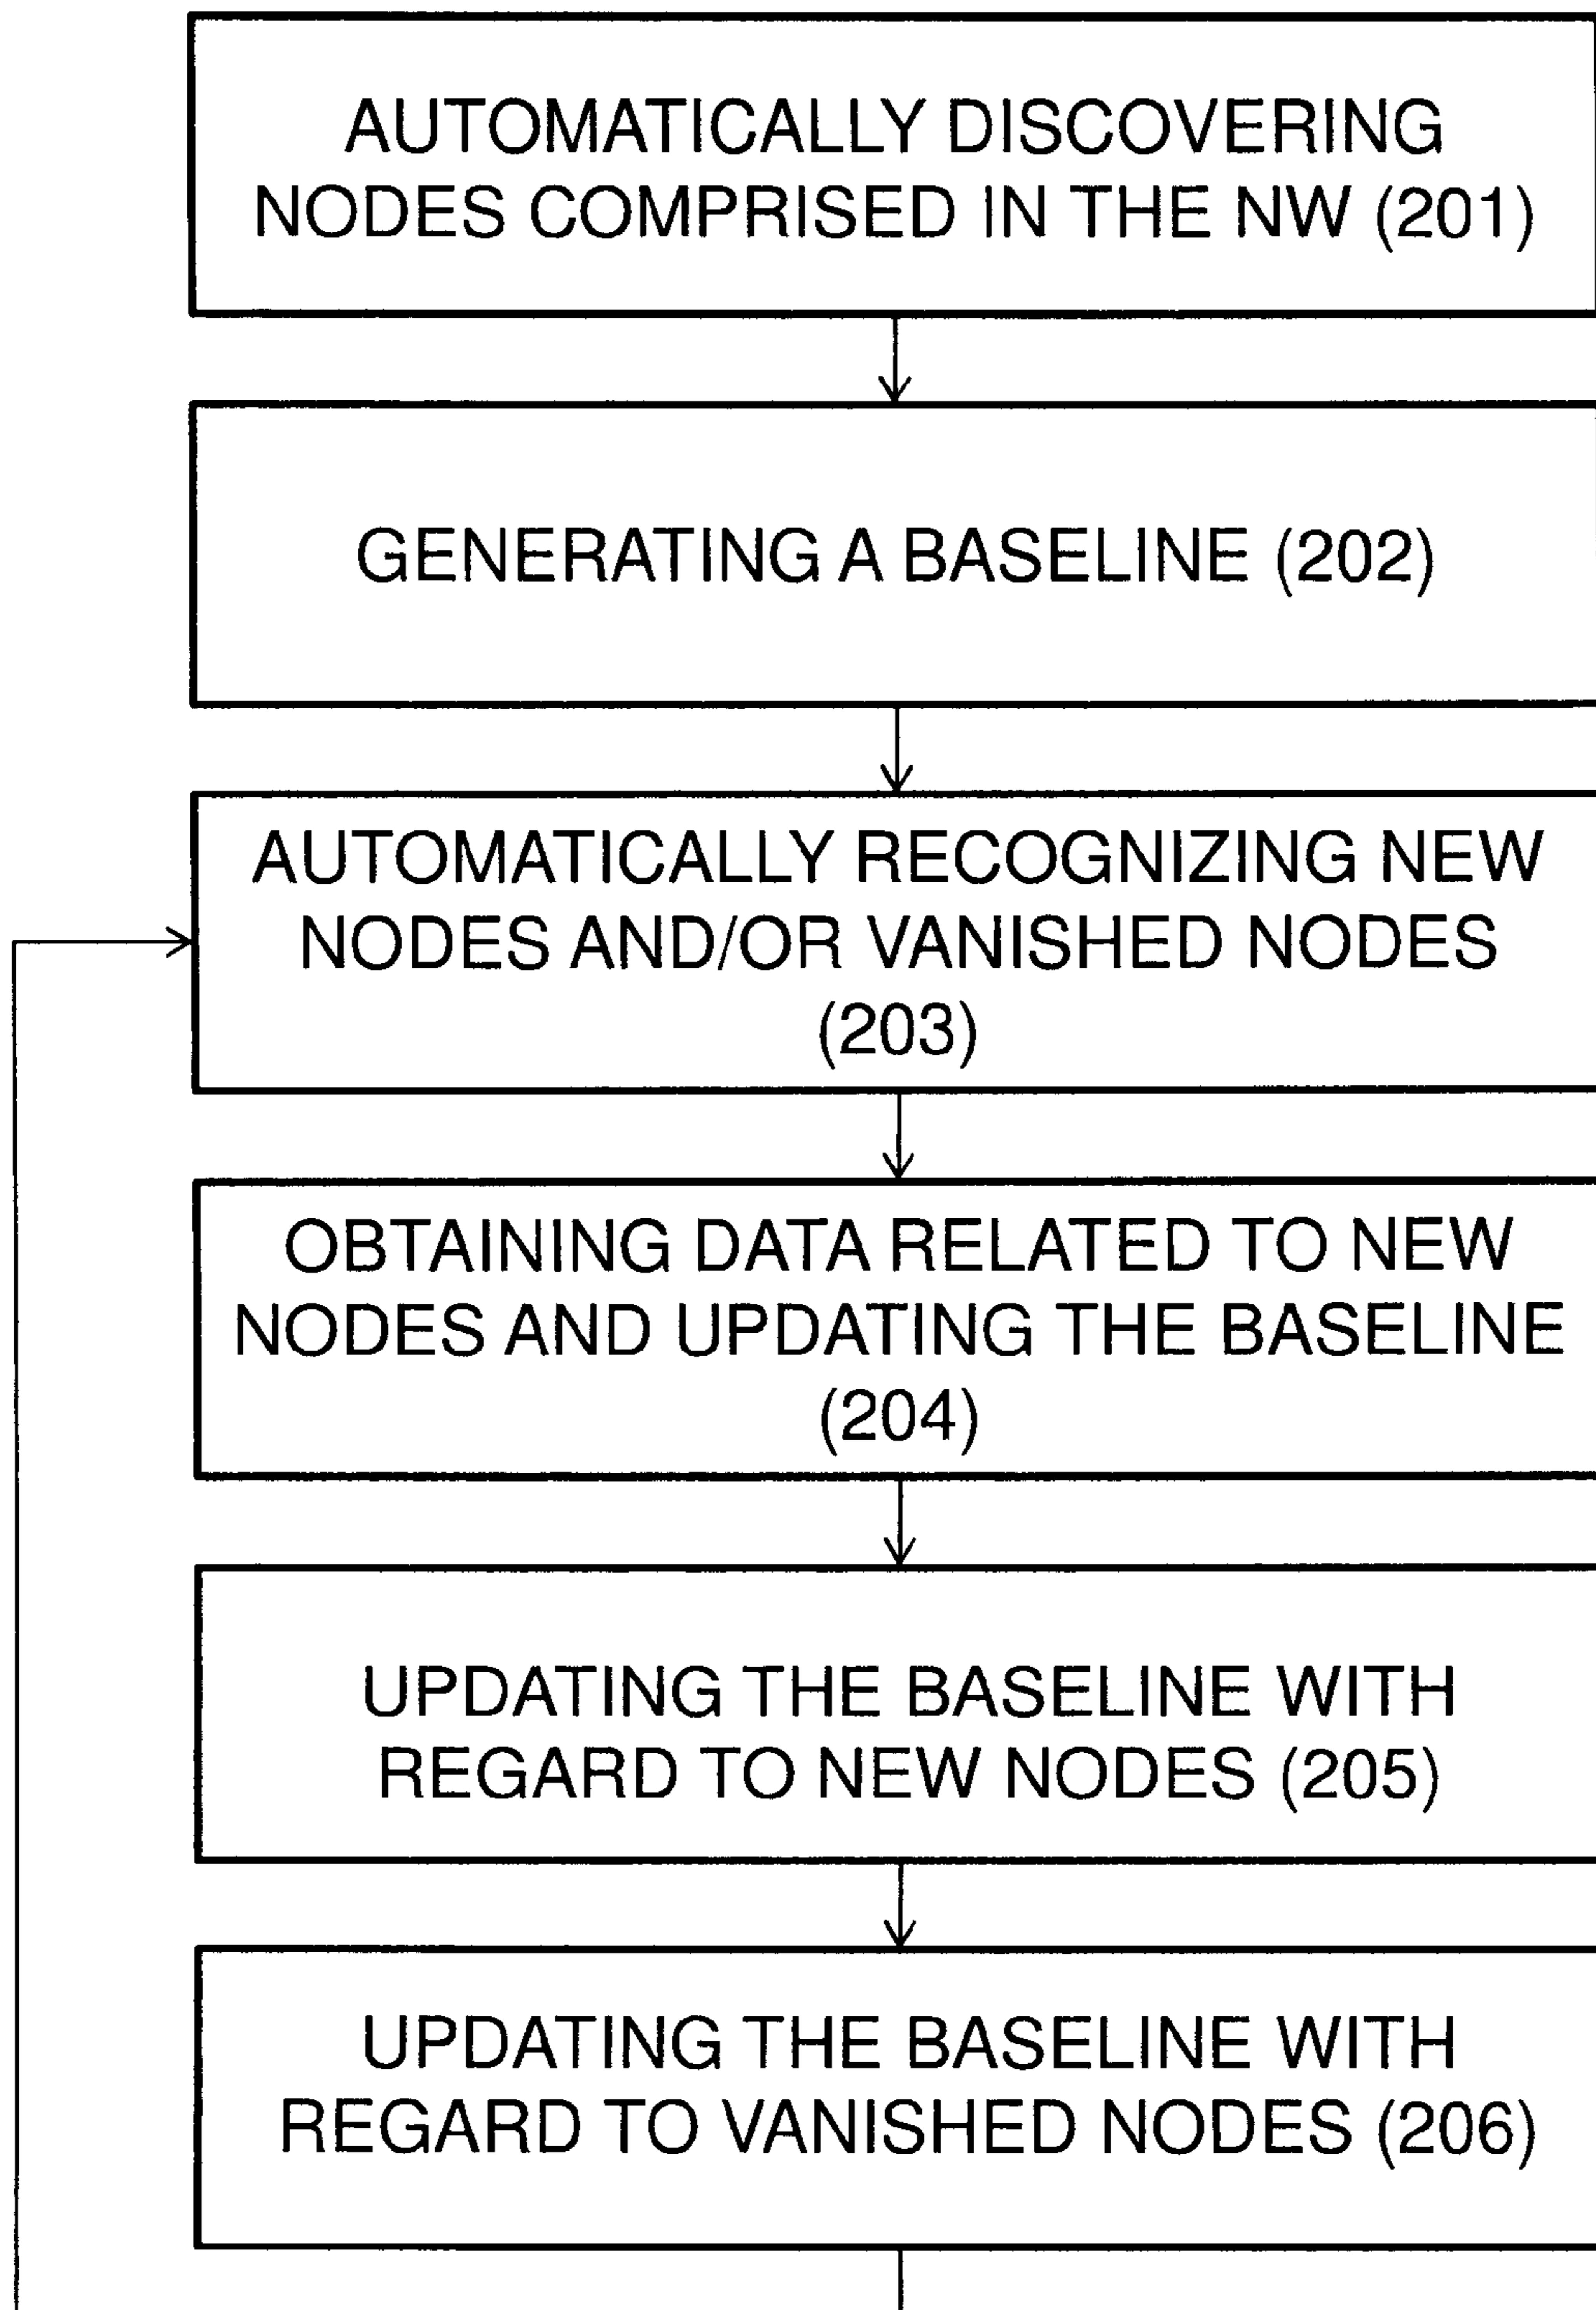 AUTOMATICALLY DISCOVERING
NODES COMPRISED IN THE NW (201)
GENERATING A BASELINE (202)
AUTOMATICALLY RECOGNIZING NEW
NODES AND/OR VANISHED NODES
(203)
OBTAINING DATA RELATED TO NEW
NODES AND UPDATING THE BASELINE
(204)
UPDATING THE BASELINE WITH
REGARD TO NEW NODES (205)
UPDATING THE BASELINE WITH
REGARD TO VANISHED NODES (206)